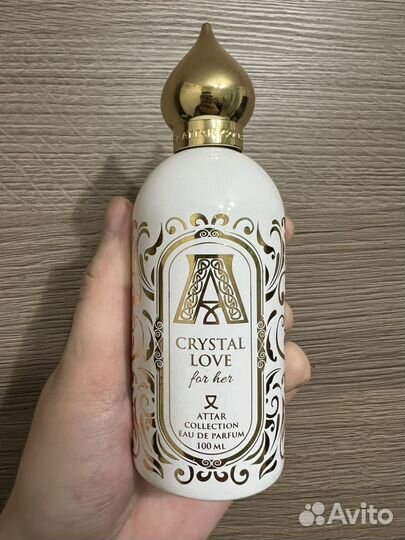 A
CRYSTAL
LOVE
for her
ATTAR
COLLECTION
EAU DE PARFUM
100 ML
Avito